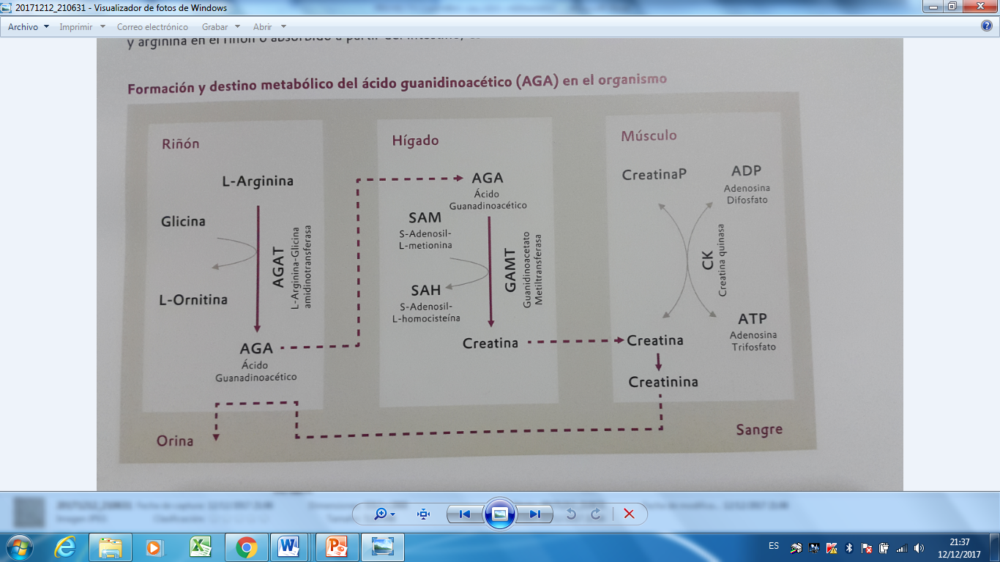 20171212_210631 - Visualizador de fotos de Windows
Archivo Imprimir Correo electrónico Grabar Abrir
y arginina en el riñón o absorbido a partir del intestino,
Formación y destino metabólico del ácido guanidinoacético (AGA) en el organismo
Riñón
L-Arginina
Glicina
AGAT
L-Arginina-Glicina
amidinotransferasa
L-Ornitina
AGA
Ácido
Guanadinoacético
Hígado
AGA
Ácido
Guanadinoacético
SAM
S-Adenosil-
L-metionina
GAMT
Guanidinoacetato
Metiltransferasa
SAH
S-Adenosil-
L-homocisteína
Creatina
Músculo
CreatinaP
ADP
Adenosina
Difosfato
CK
Creatina quinasa
ATP
Adenosina
Trifosfato
Creatina
Creatinina
Orina
Sangre
ES
21:37
12/12/2017